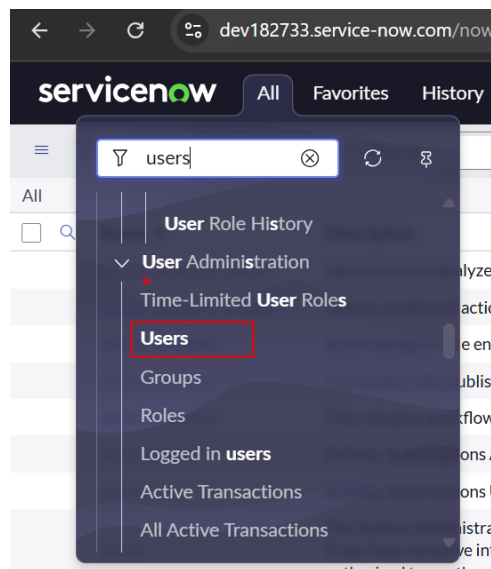 dev182733.service-now.com/now
servicenow All Favorites History
users
All
User Role History
User Administration
Time-Limited User Roles
Users
Groups
Roles
Logged in users
Active Transactions
All Active Transactions